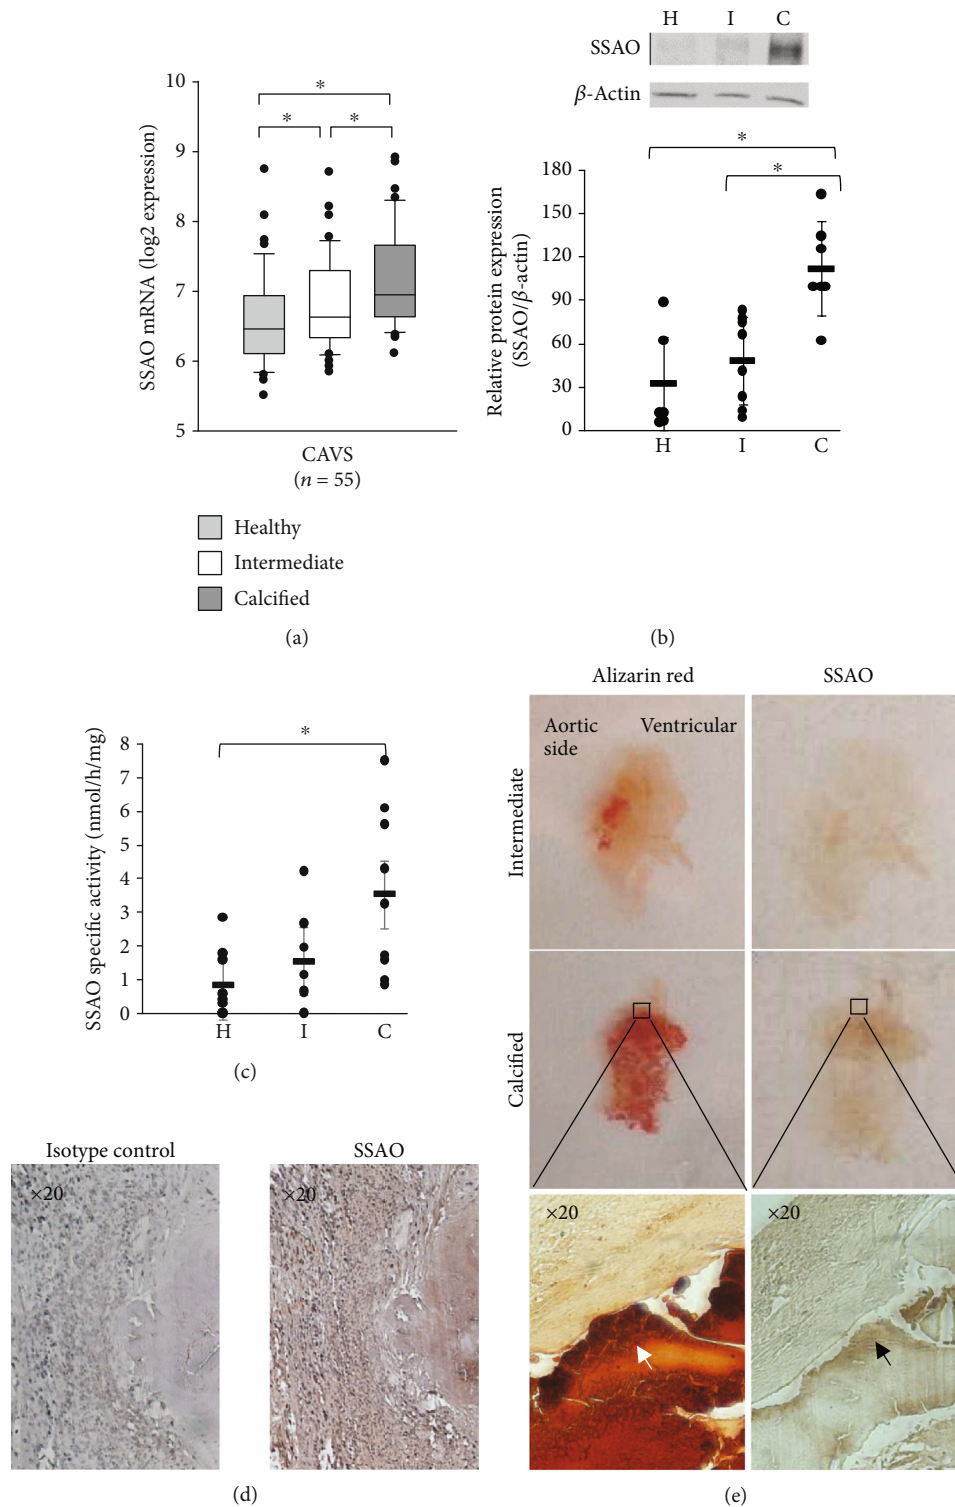 10
9
8
7
6
5
SSAO mRNA (log2 expression)
*
*
*
CAVS
(n = 55)
Healthy
Intermediate
Calcified
(a)
H I C
SSAO
β-Actin
*
*
180
150
120
90
60
30
0
Relative protein expression
(SSAO/β-actin)
H I C
(b)
8
7
6
5
4
3
2
1
0
SSAO specific activity (nmol/h/mg)
*
H I C
(c)
Isotype control
SSAO
×20
×20
(d)
Alizarin red
SSAO
Intermediate
Aortic
side
Ventricular
Calcified
×20
×20
(e)